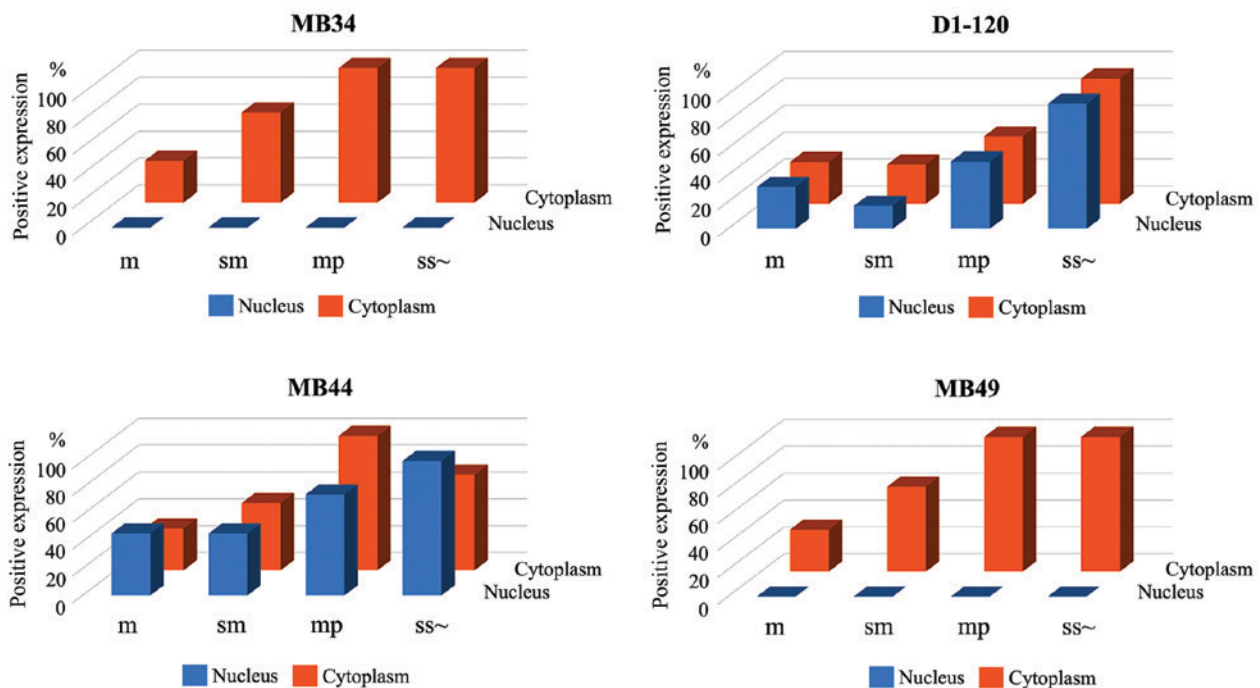 MB34
Positive expression
%
100
80
60
40
20
0
Cytoplasm
Nucleus
m sm mp ss~
Nucleus Cytoplasm
D1-120
Positive expression
%
100
80
60
40
20
0
Cytoplasm
Nucleus
m sm mp ss~
Nucleus Cytoplasm
MB44
Positive expression
%
100
80
60
40
20
0
Cytoplasm
Nucleus
m sm mp ss~
Nucleus Cytoplasm
MB49
Positive expression
%
100
80
60
40
20
0
Cytoplasm
Nucleus
m sm mp ss~
Nucleus Cytoplasm